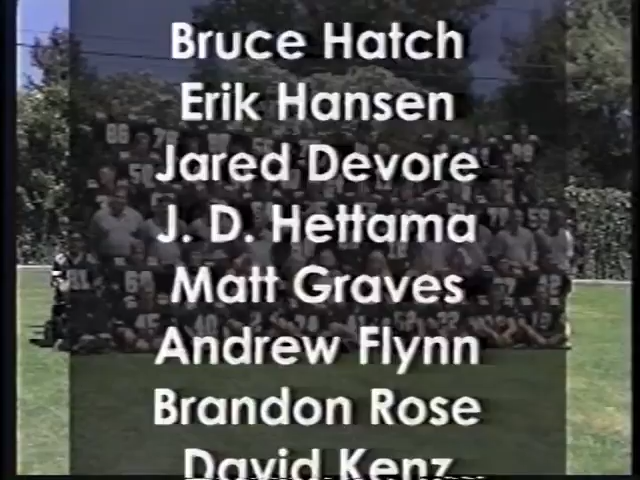 Bruce Hatch
Erik Hansen
Jared Devore
J. D. Hettama
Matt Graves
Andrew Flynn
Brandon Rose
David Kenz